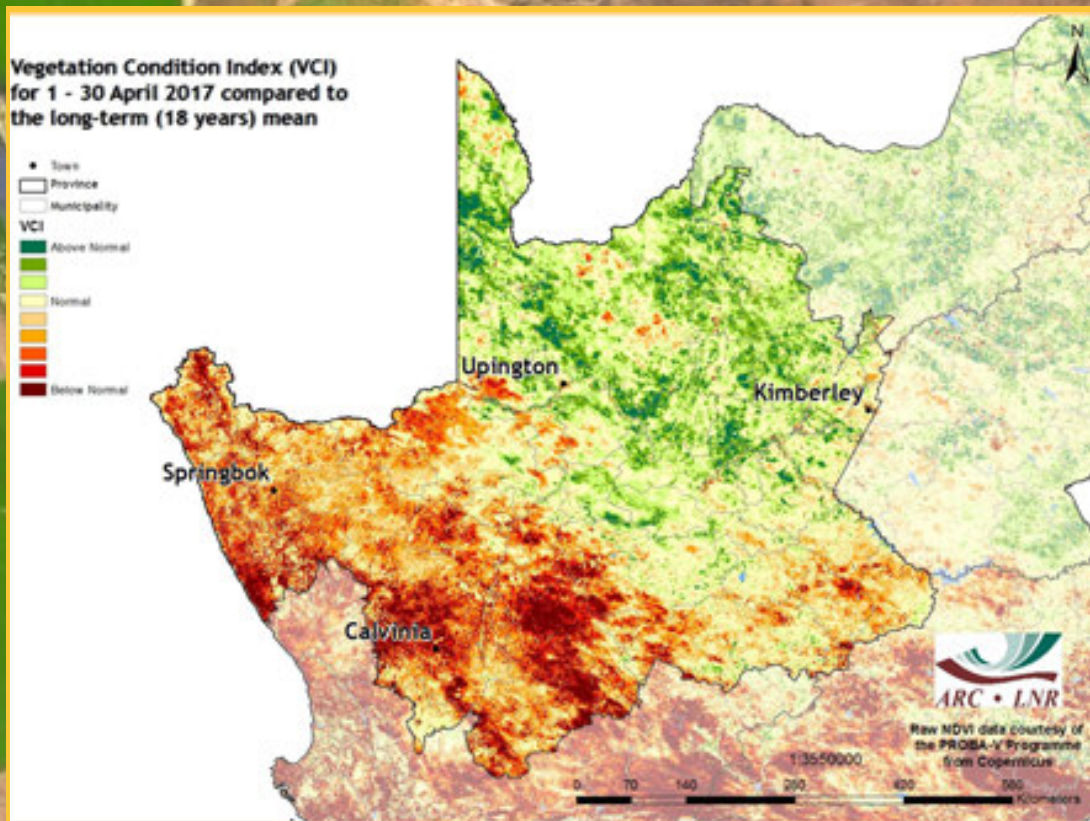 Vegetation Condition Index (VCI)
for 1 - 30 April 2017 compared to
the long-term (18 years) mean
N
Town
Province
Municipality
VCI
Above Normal
Normal
Below Normal
Upington
Kimberley
Springbok
Calvinia
ARC • LNR
Raw NDVI data courtesy of
the PROBA-V Programme
from Copernicus
1:3550000
0 70 140 280 420 560
Kilometers